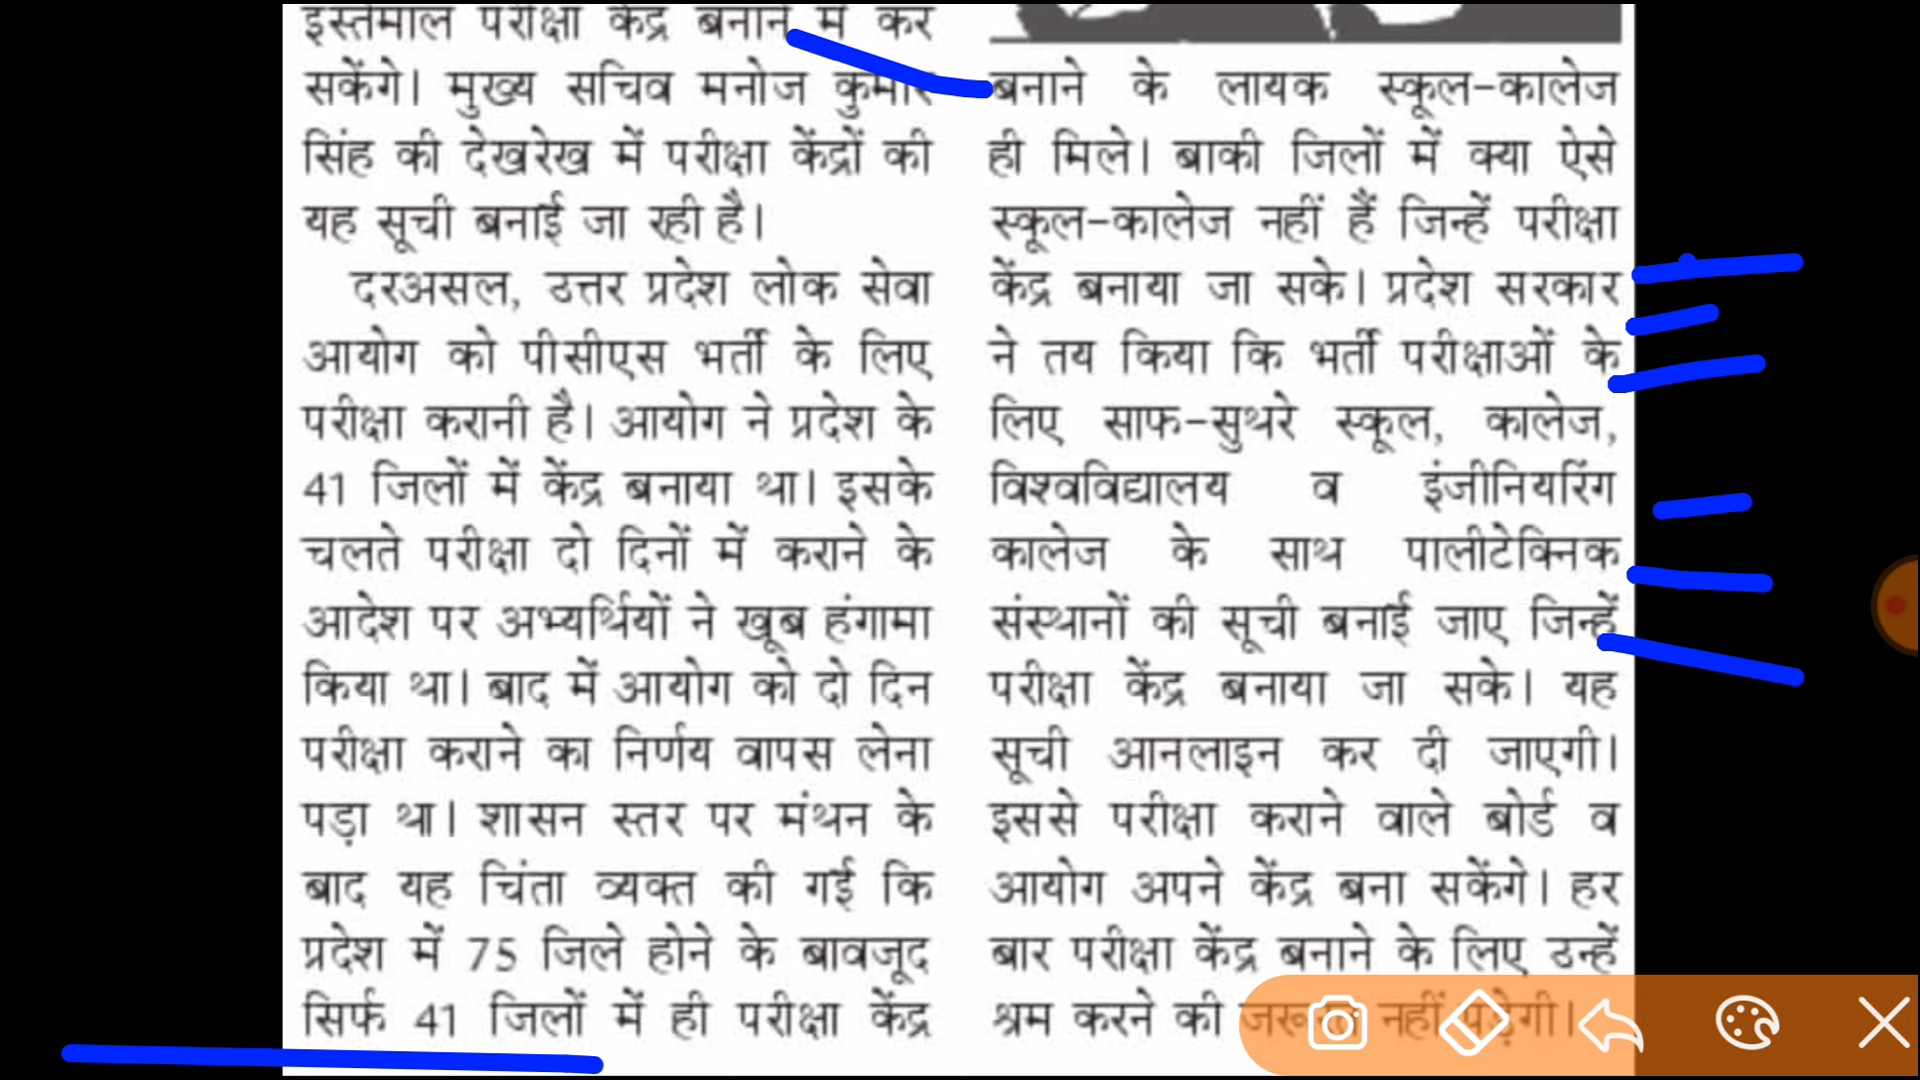 इस्तेमाल परीक्षा केंद्र बनाने में कर
सकेंगे। मुख्य सचिव मनोज कुमार
सिंह की देखरेख में परीक्षा केंद्रों की
यह सूची बनाई जा रही है।
दरअसल, उत्तर प्रदेश लोक सेवा
आयोग को पीसीएस भर्ती के लिए
परीक्षा करानी है। आयोग ने प्रदेश के
41 जिलों में केंद्र बनाया था। इसके
चलते परीक्षा दो दिनों में कराने के
आदेश पर अभ्यर्थियों ने खूब हंगामा
किया था। बाद में आयोग को दो दिन
परीक्षा कराने का निर्णय वापस लेना
पड़ा था। शासन स्तर पर मंथन के
बाद यह चिंता व्यक्त की गई कि
प्रदेश में 75 जिले होने के बावजूद
सिर्फ 41 जिलों में ही परीक्षा केंद्र
बनाने के लायक स्कूल-कालेज
ही मिले। बाकी जिलों में क्या ऐसे
स्कूल-कालेज नहीं हैं जिन्हें परीक्षा
केंद्र बनाया जा सके। प्रदेश सरकार
ने तय किया कि भर्ती परीक्षाओं के
लिए साफ-सुथरे स्कूल, कालेज,
विश्वविद्यालय व इंजीनियरिंग
कालेज के साथ पालीटेक्निक
संस्थानों की सूची बनाई जाए जिन्हें
परीक्षा केंद्र बनाया जा सके। यह
सूची आनलाइन कर दी जाएगी।
इससे परीक्षा कराने वाले बोर्ड व
आयोग अपने केंद्र बना सकेंगे। हर
बार परीक्षा केंद्र बनाने के लिए उन्हें
श्रम करने की जरूरत नहीं पड़ेगी।